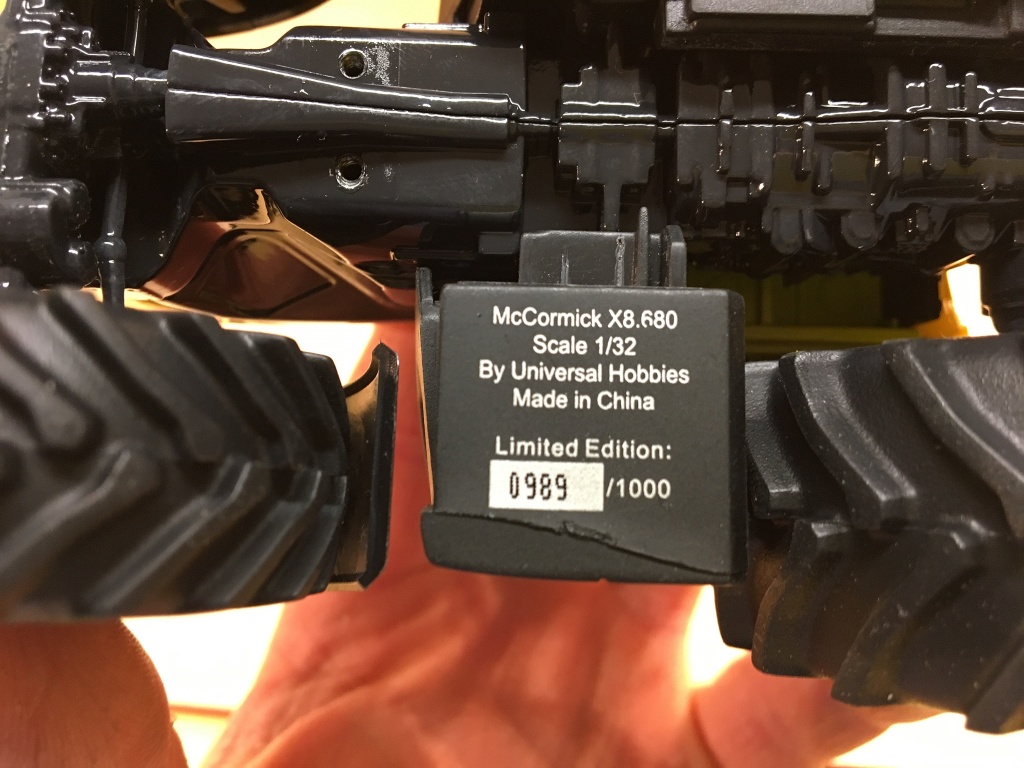 McCormick X8.680
Scale 1/32
By Universal Hobbies
Made in China
Limited Edition:
0989 /1000